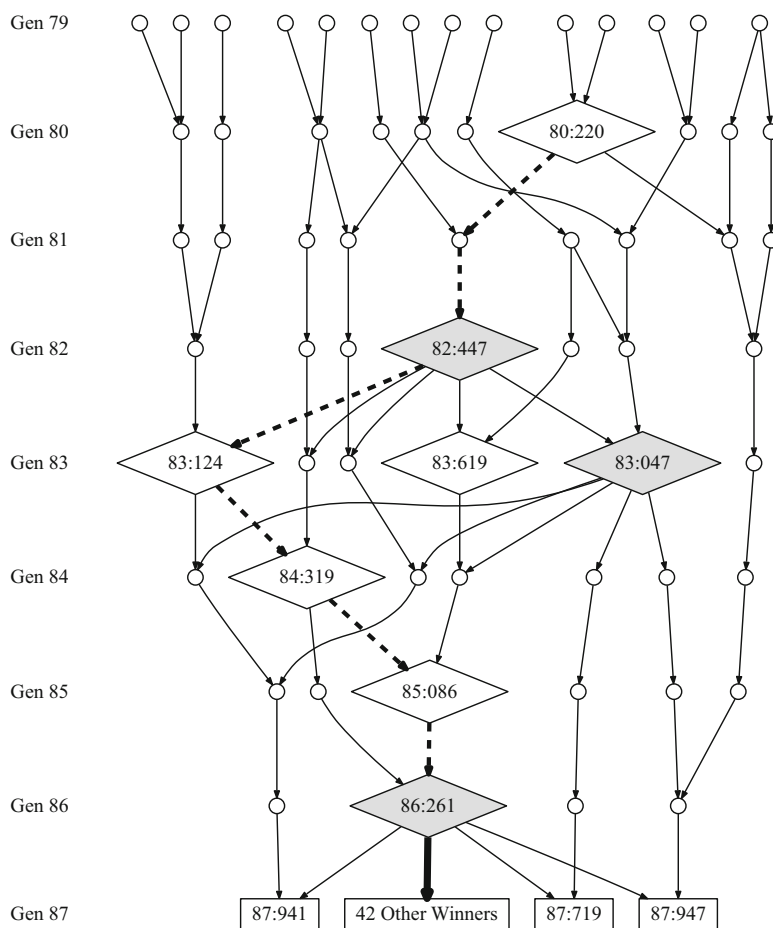 Gen 79
Gen 80
80:220
Gen 81
Gen 82
82:447
Gen 83
83:124
83:619
83:047
Gen 84
84:319
Gen 85
85:086
Gen 86
86:261
Gen 87
87:941
42 Other Winners
87:719
87:947